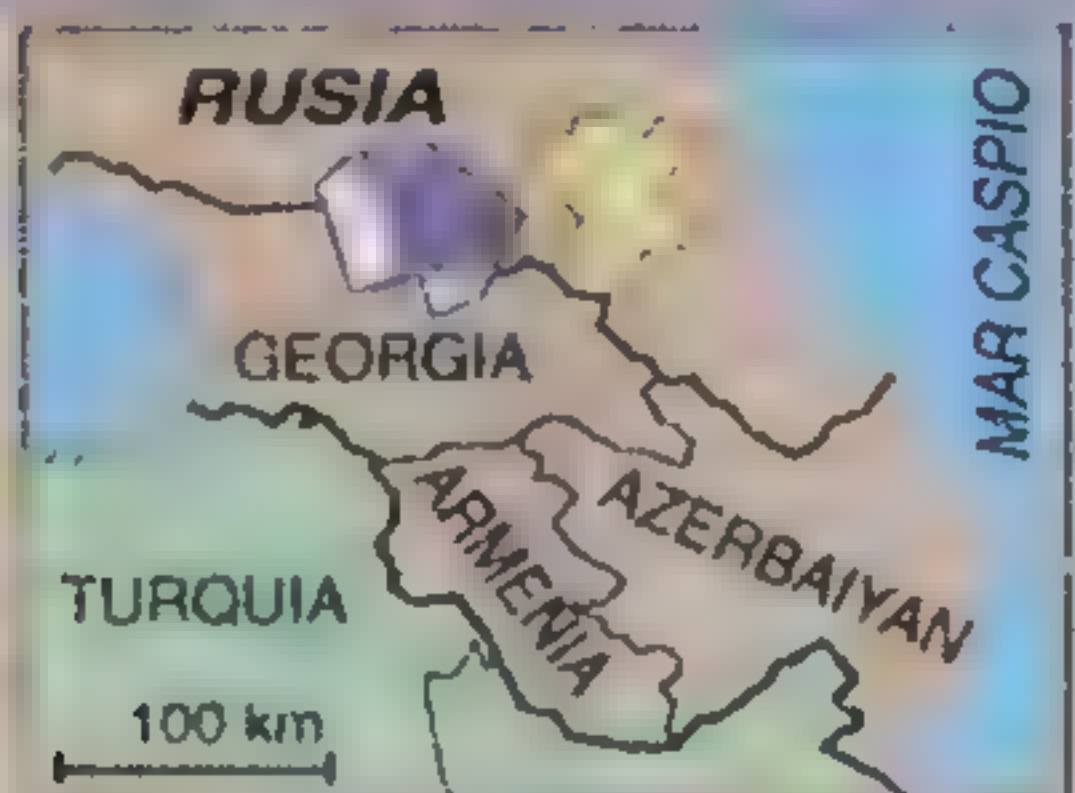 RUSIA
MAR CASPIO
GEORGIA
ARMENIA
AZERBAIYAN
TURQUIA
100 km